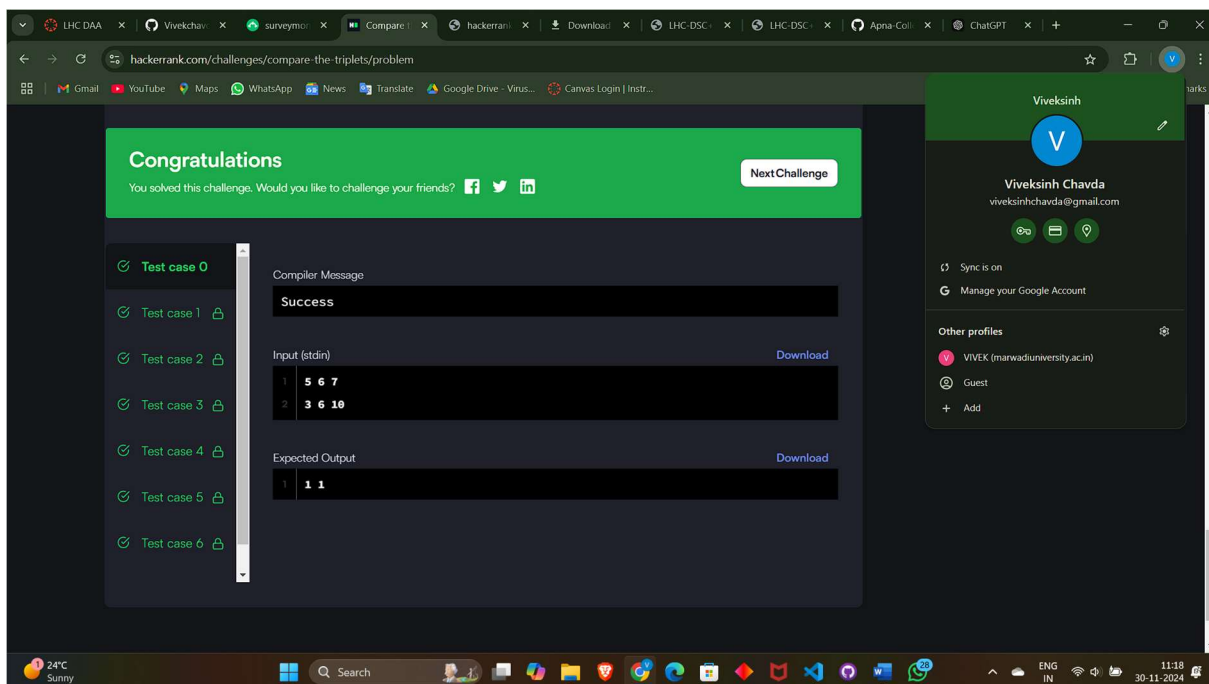 LHC DAA
Vivekchav
surveymor
Compare t
hackerrank
Download
LHC-DSC
LHC-DSC
Apna-Coll
ChatGPT
hackerrank.com/challenges/compare-the-triplets/problem
Gmail
YouTube
Maps
WhatsApp
News
Translate
Google Drive - Virus...
Canvas Login | Instr...
arks
Congratulations
You solved this challenge. Would you like to challenge your friends?
Next Challenge
Test case 0
Test case 1
Test case 2
Test case 3
Test case 4
Test case 5
Test case 6
Compiler Message
Success
Input (stdin)
Download
1 5 6 7
2 3 6 10
Expected Output
Download
1 1 1
Viveksinh
V
Viveksinh Chavda
viveksinhchavda@gmail.com
Sync is on
Manage your Google Account
Other profiles
V VIVEK (marwadiuniversity.ac.in)
Guest
Add
1
24°C
Sunny
Search
28
ENG
IN
11:18
30-11-2024